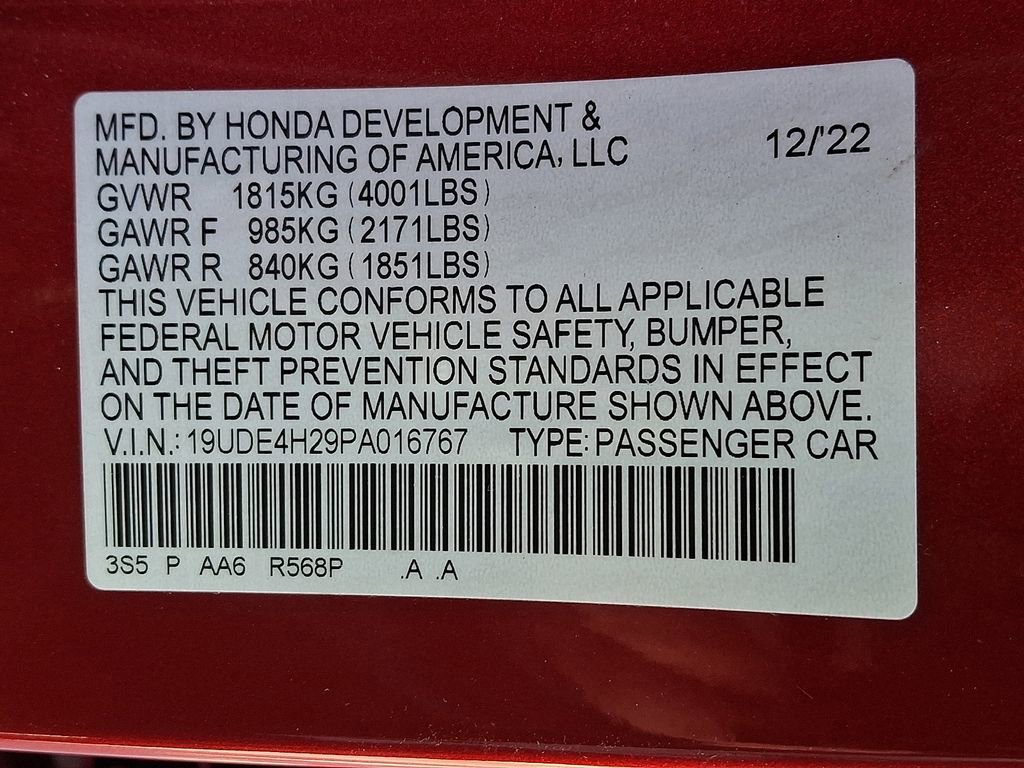 MFD. BY HONDA DEVELOPMENT &
MANUFACTURING OF AMERICA, LLC 12/'22
GVWR 1815KG (4001LBS)
GAWR F 985KG (2171LBS)
GAWR R 840KG (1851LBS)
THIS VEHICLE CONFORMS TO ALL APPLICABLE
FEDERAL MOTOR VEHICLE SAFETY, BUMPER,
AND THEFT PREVENTION STANDARDS IN EFFECT
ON THE DATE OF MANUFACTURE SHOWN ABOVE.
V.I.N.: 19UDE4H29PA016767 TYPE: PASSENGER CAR
3S5 P AA6 R568P .A .A